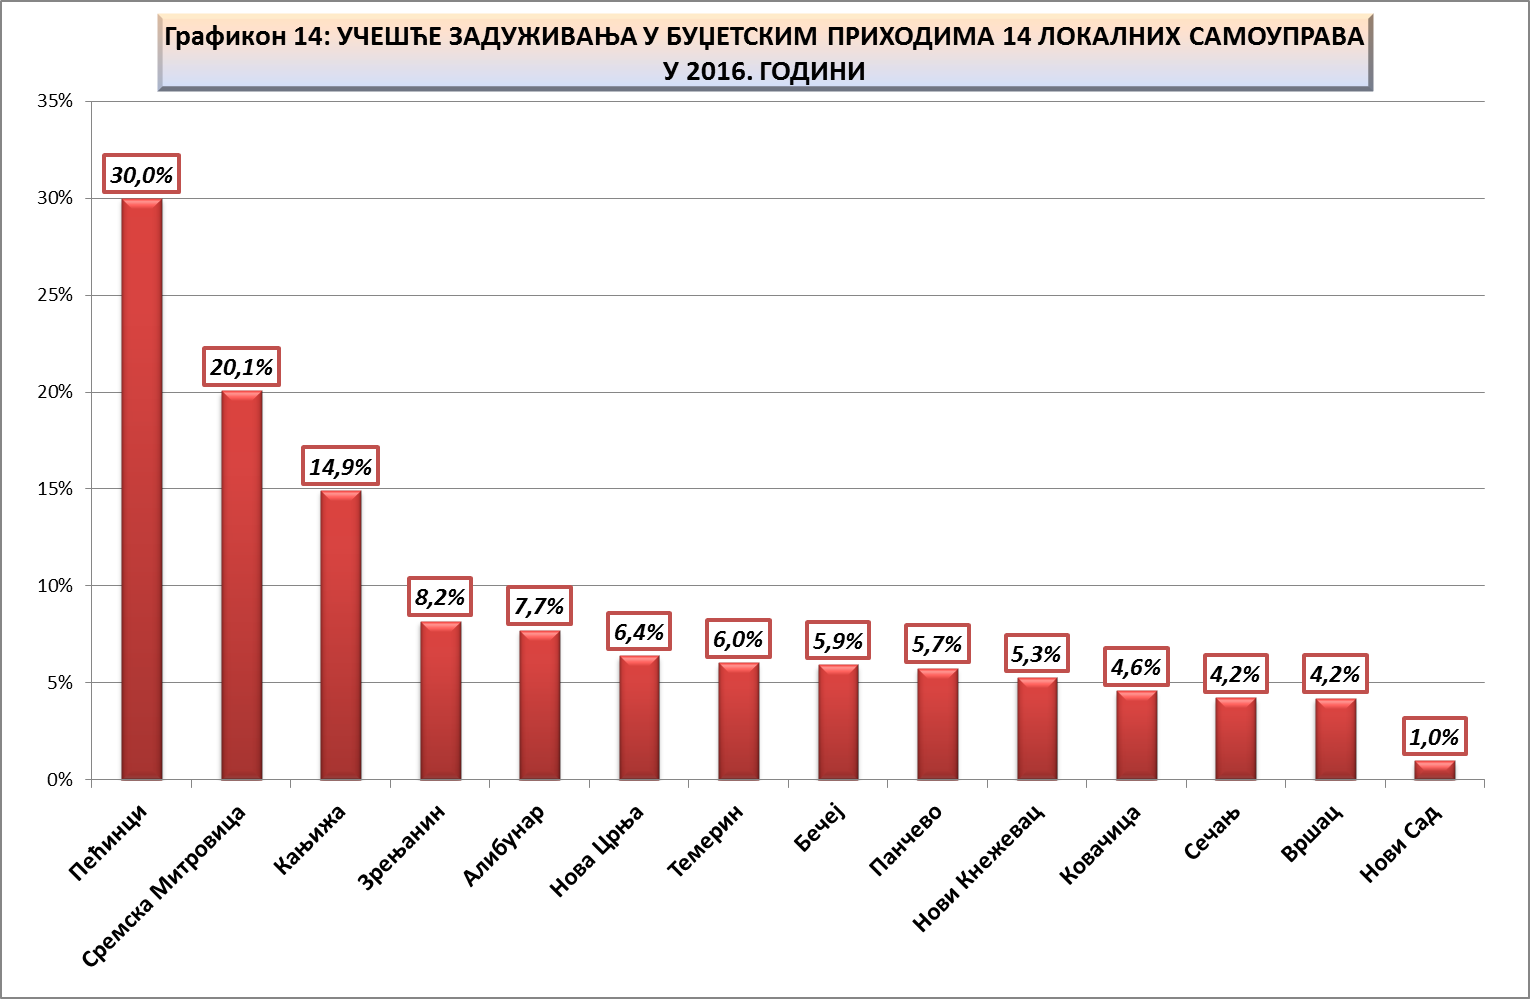 Графикон 14: УЧЕШЋЕ ЗАДУЖИВАЊА У БУЏЕТСКИМ ПРИХОДИМА 14 ЛОКАЛНИХ САМОУПРАВА
У 2016. ГОДИНИ
35%
30%
25%
20%
15%
10%
5%
0%
30,0%
20,1%
14,9%
8,2%
7,7%
6,4%
6,0%
5,9%
5,7%
5,3%
4,6%
4,2%
4,2%
1,0%
Пећинци
Сремска Митровица
Кањижа
Зрењанин
Алибунар
Нова Црња
Темерин
Бечеј
Панчево
Нови Кнежевац
Ковачица
Сечањ
Вршац
Нови Сад